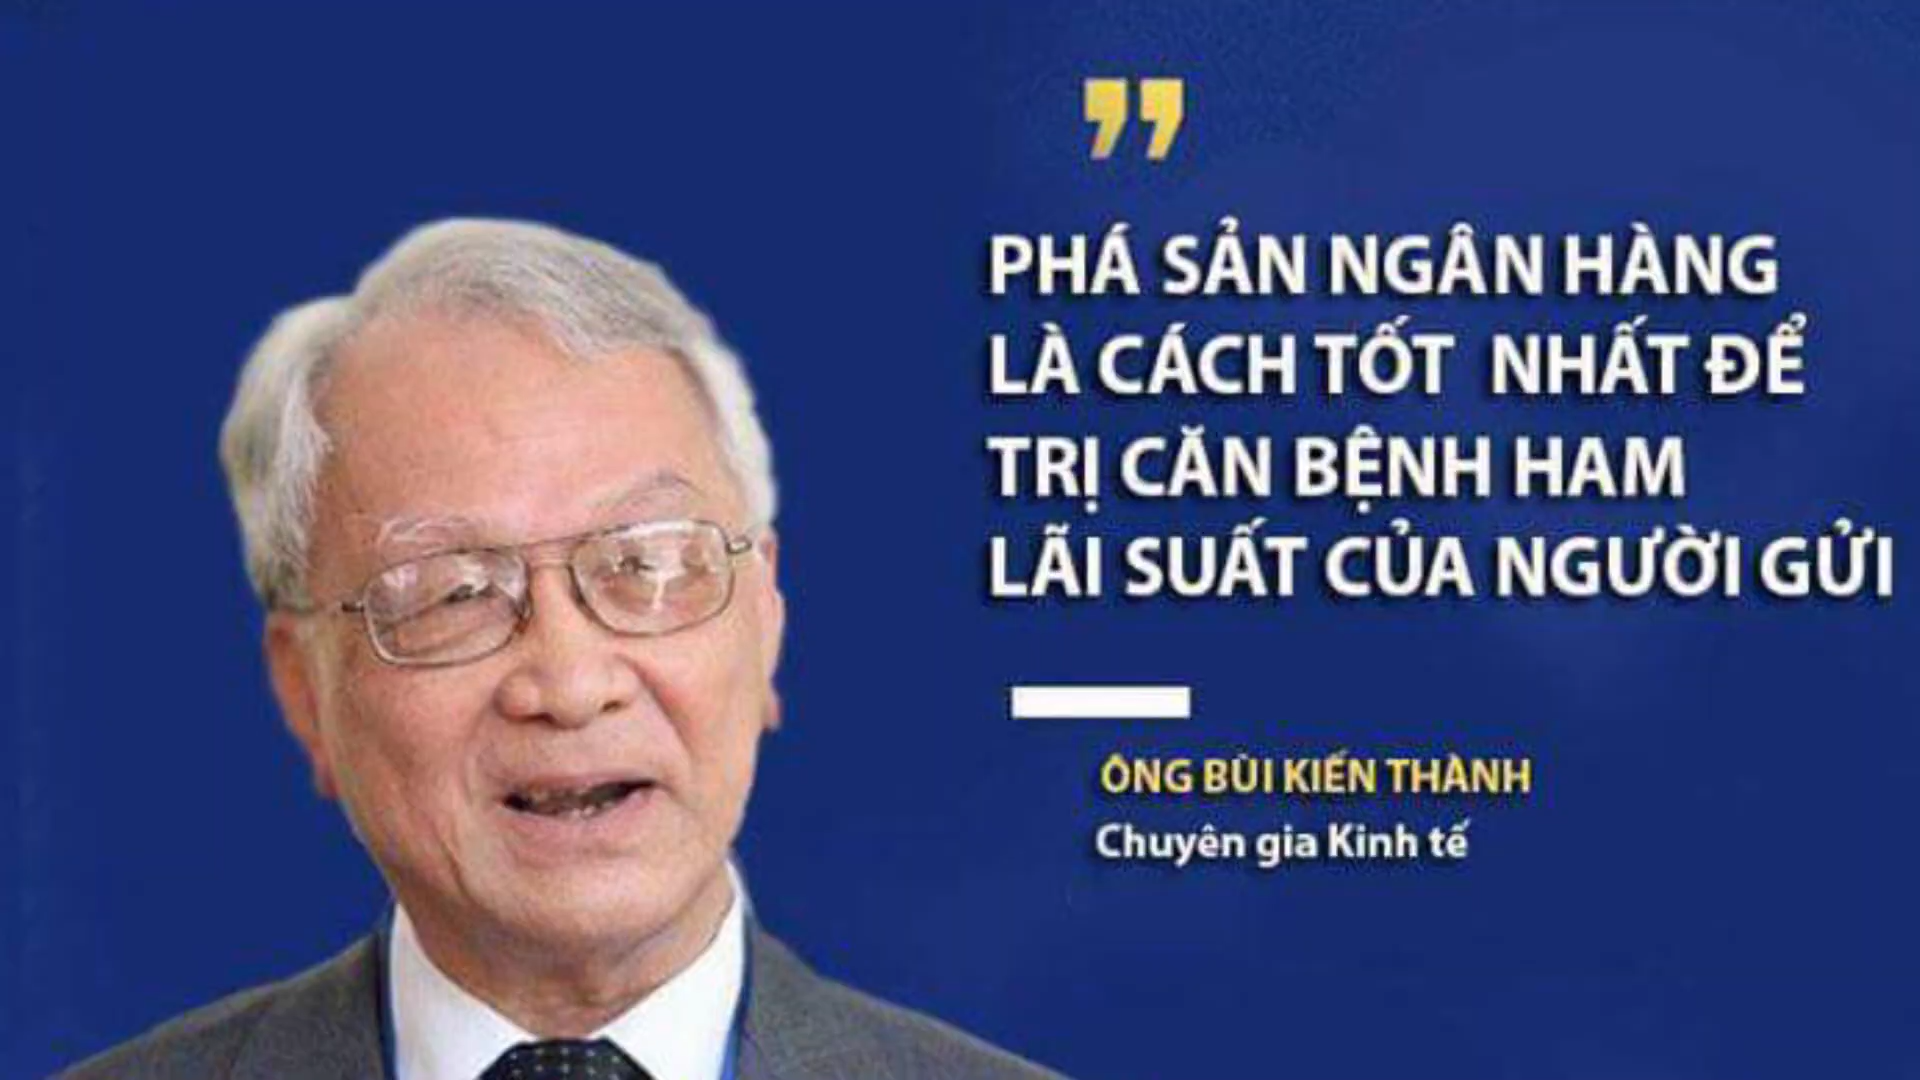 ”
PHÁ SẢN NGÂN HÀNG
LÀ CÁCH TỐT NHẤT ĐỂ
TRỊ CĂN BỆNH HAM
LÃI SUẤT CỦA NGƯỜI GỬI
ÔNG BÙI KIẾN THÀNH
Chuyên gia Kinh tế